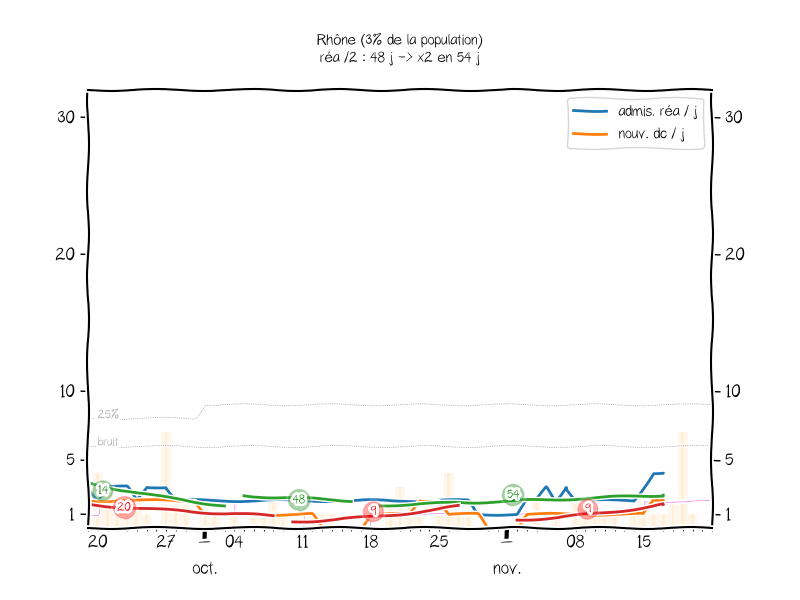 Rhône (3% de la population)
réa /2 : 48 j -> x2 en 54 j
admis. réa / j
nouv. dc / j
30
30
20
20
10
10
25%
bruit
5
5
14
20
48
9
54
9
1
1
20 27 04 11 18 25 08 15
oct. nov.